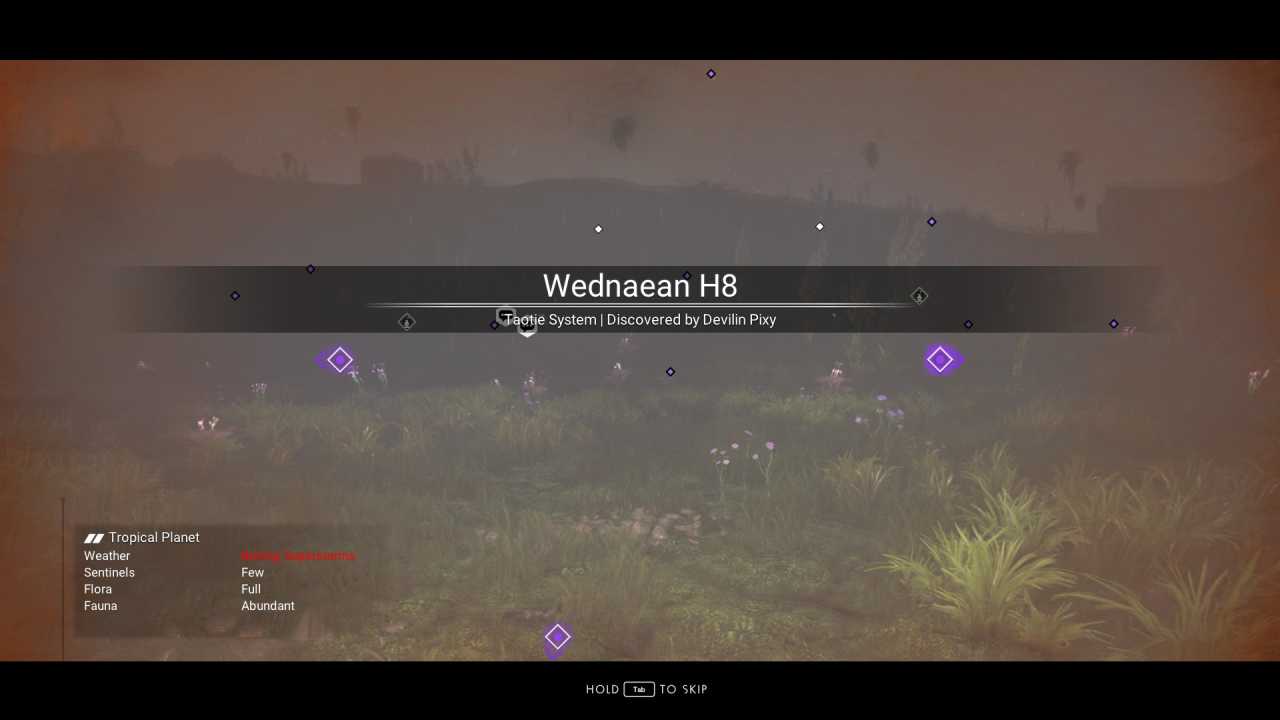 Wednaean H8
Taotie System | Discovered by Devilin Pixy
Tropical Planet
Weather Boiling Superstorms
Sentinels Few
Flora Full
Fauna Abundant
HOLD Tab TO SKIP